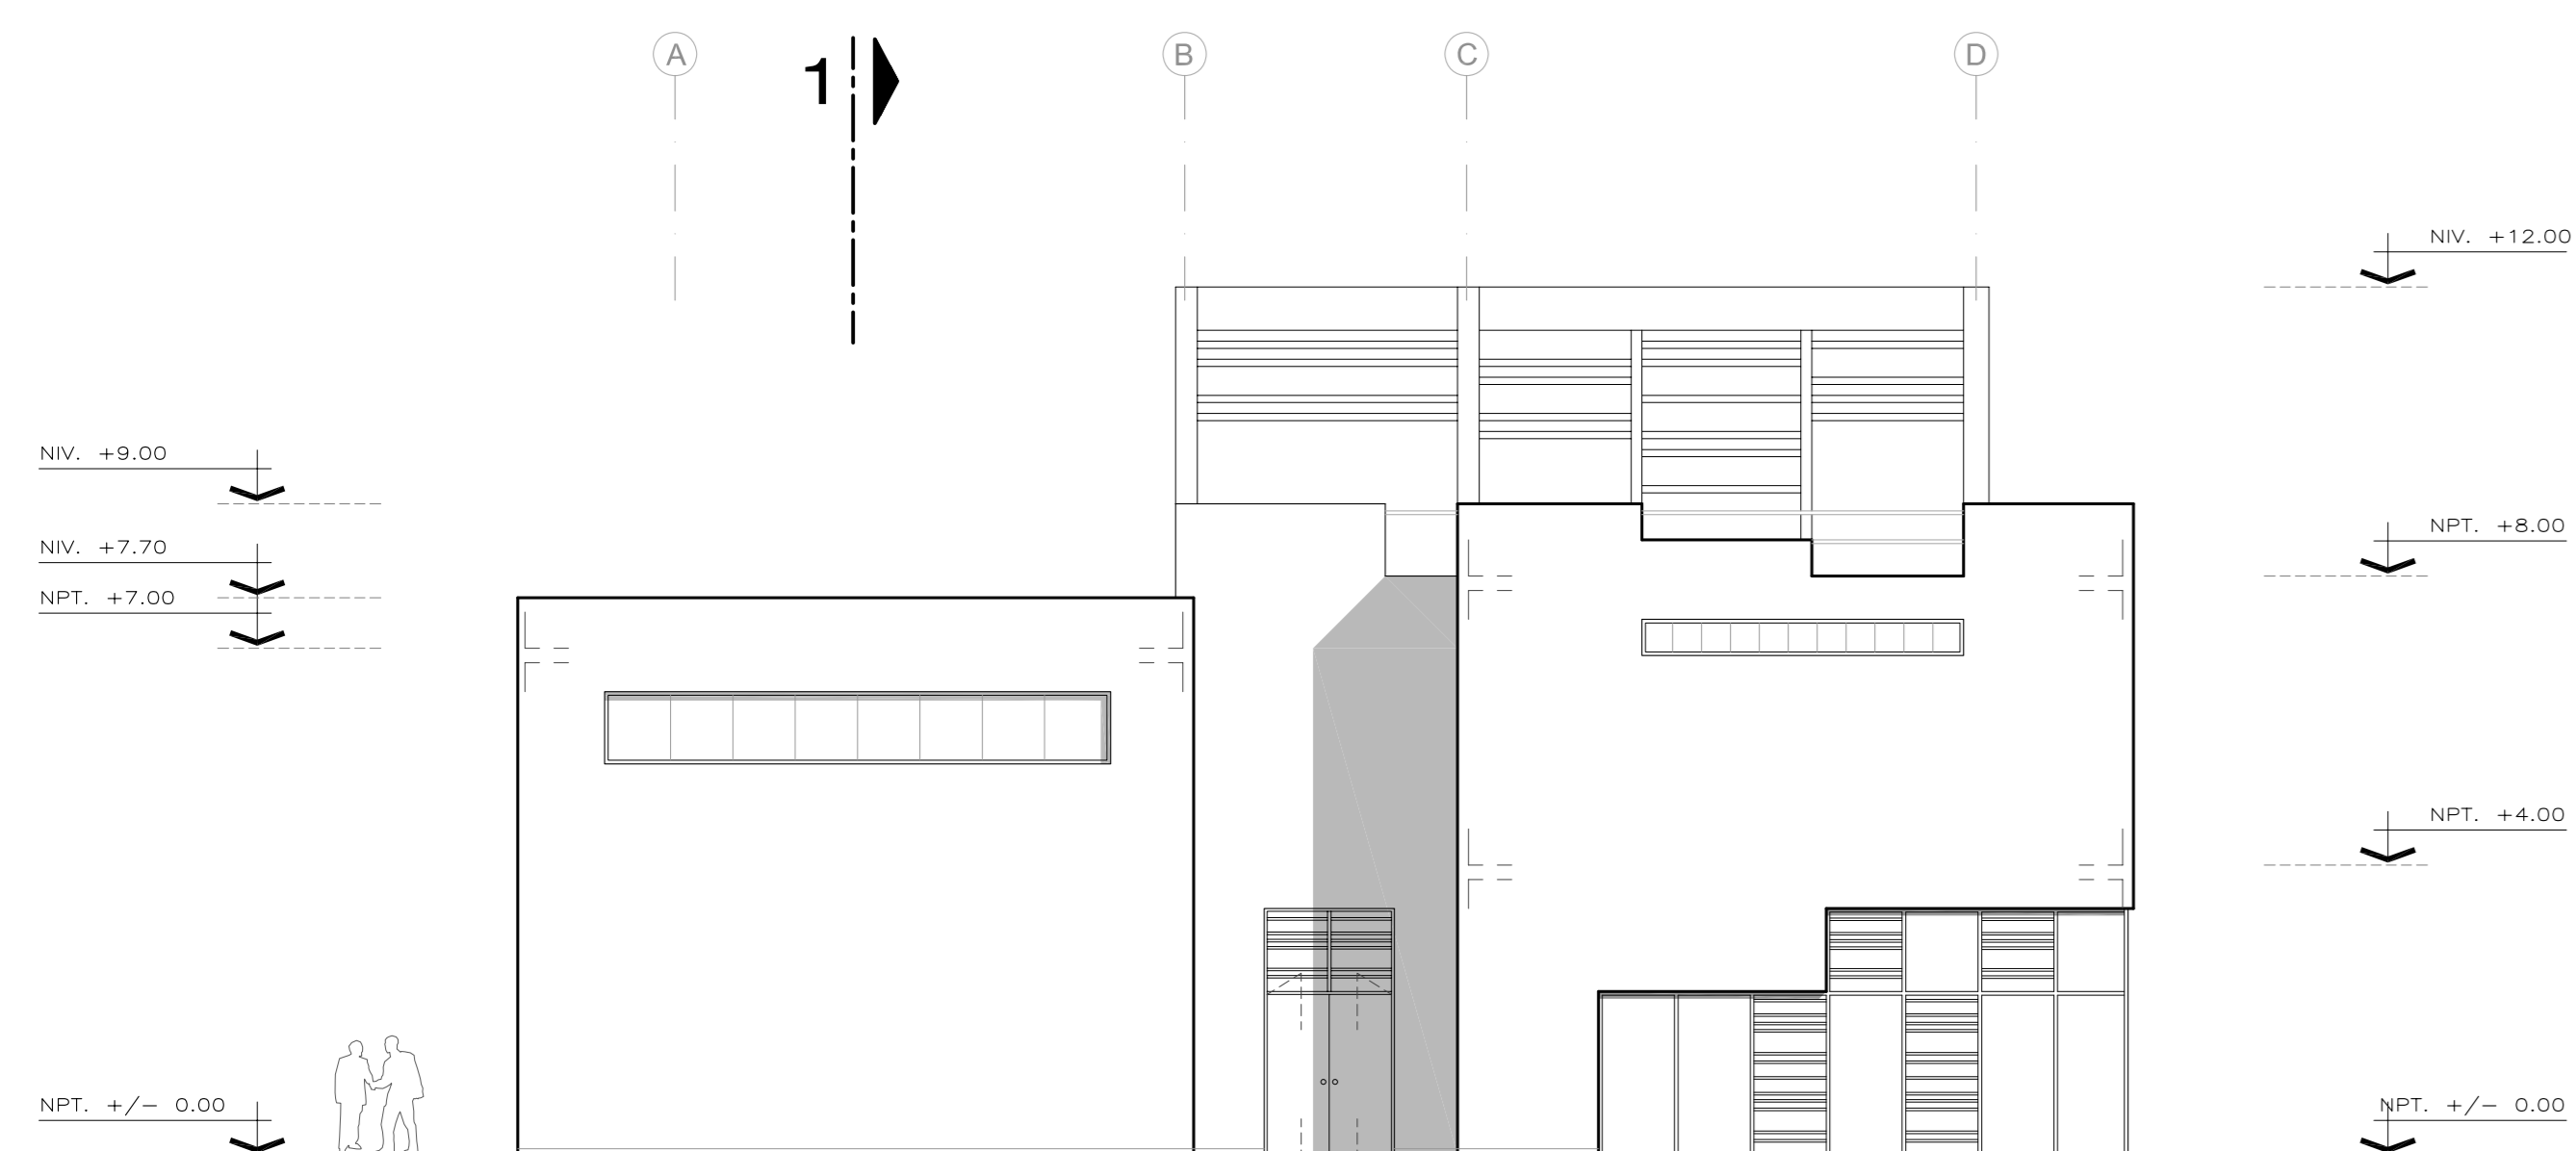 A
1
B
C
D
NIV. +12.00
NIV. +9.00
NPT. +8.00
NIV. +7.70
NPT. +7.00
NPT. +4.00
NPT. +/- 0.00
NPT. +/- 0.00